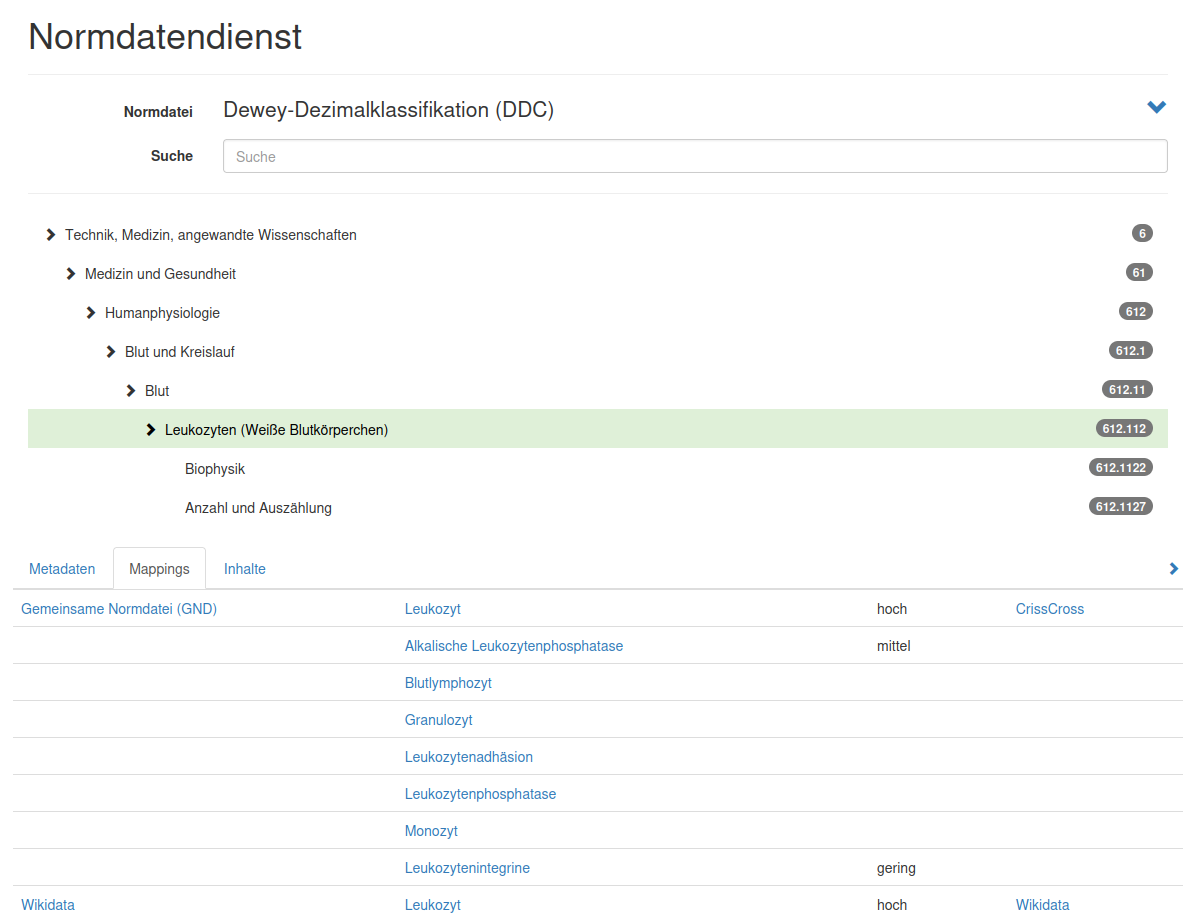 Normdatendienst
Normdatei Dewey-Dezimalklassifikation (DDC)
Suche Suche
Technik, Medizin, angewandte Wissenschaften 6
Medizin und Gesundheit 61
Humanphysiologie 612
Blut und Kreislauf 612.1
Blut 612.11
Leukozyten (Weiße Blutkörperchen) 612.112
Biophysik 612.1122
Anzahl und Auszählung 612.1127
Metadaten Mappings Inhalte
Gemeinsame Normdatei (GND) Leukozyt hoch CrissCross
Alkalische Leukozytenphosphatase mittel
Blutlymphozyt
Granulozyt
Leukozytenadhäsion
Leukozytenphosphatase
Monozyt
Leukozytenintegrine gering
Wikidata Leukozyt hoch Wikidata